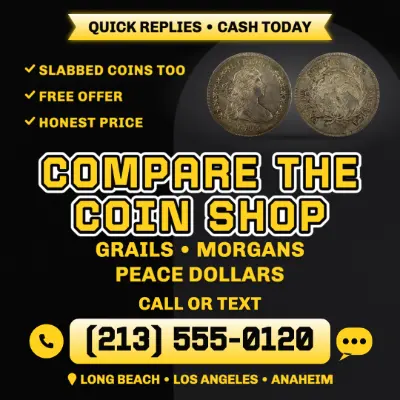 QUICK REPLIES • CASH TODAY
SLABBED COINS TOO
FREE OFFER
HONEST PRICE
COMPARE THE
COIN SHOP
GRAILS • MORGANS
PEACE DOLLARS
CALL OR TEXT
(213) 555-0120
LONG BEACH • LOS ANGELES • ANAHEIM